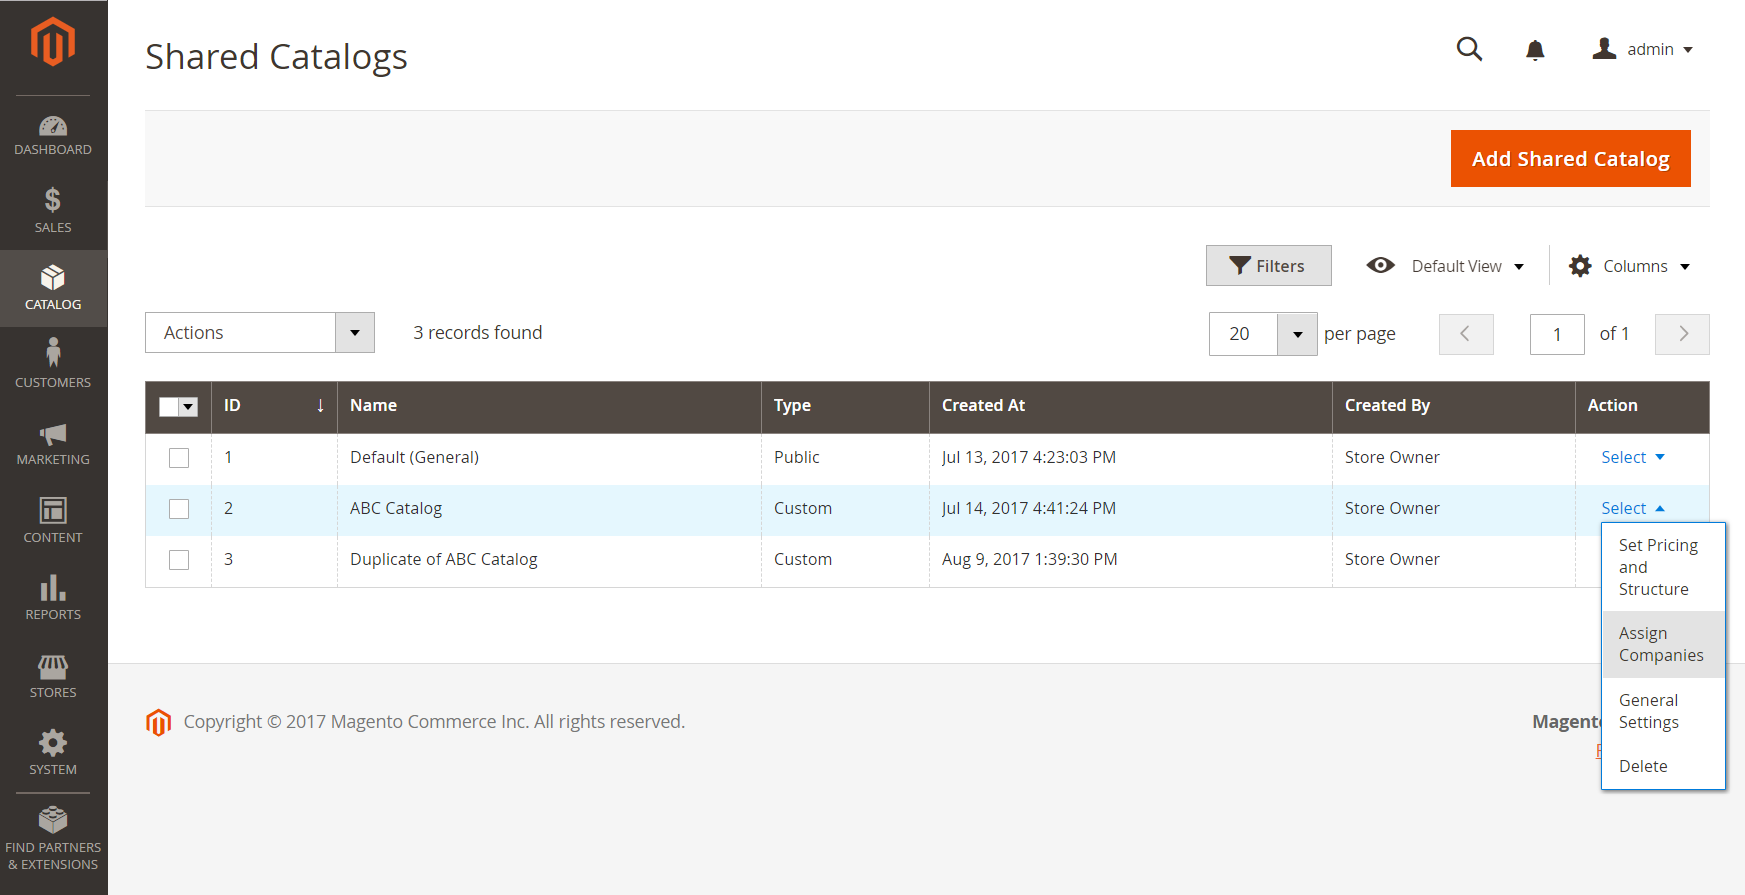 Shared Catalogs
admin
DASHBOARD
SALES
CATALOG
CUSTOMERS
MARKETING
CONTENT
REPORTS
STORES
SYSTEM
FIND PARTNERS
& EXTENSIONS
Add Shared Catalog
Filters
Default View
Columns
Actions
3 records found
20
per page
1
of 1
ID ↓ Name Type Created At Created By Action
1 Default (General) Public Jul 13, 2017 4:23:03 PM Store Owner Select
2 ABC Catalog Custom Jul 14, 2017 4:41:24 PM Store Owner Select
3 Duplicate of ABC Catalog Custom Aug 9, 2017 1:39:30 PM Store Owner
Set Pricing
and
Structure
Assign
Companies
General
Settings
Delete
Copyright © 2017 Magento Commerce Inc. All rights reserved.